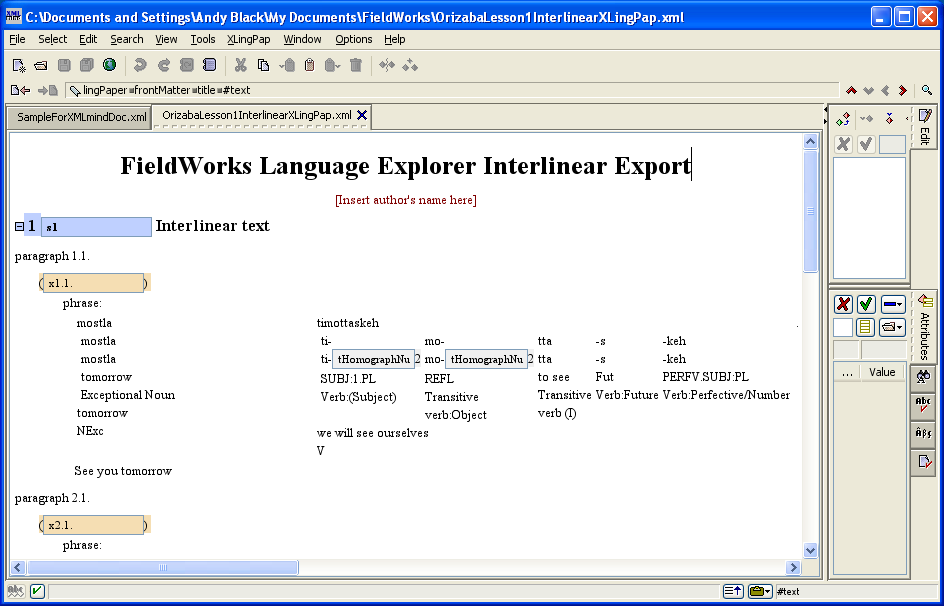 C:\Documents and Settings\Andy Black\My Documents\FieldWorks\OrizabaLesson1InterlinearXLingPap.xml
File Select Edit Search View Tools XLingPap Window Options Help
lingPaper frontMatter title #text
SampleForXMLmindDoc.xml OrizabaLesson1InterlinearXLingPap.xml
Edit
FieldWorks Language Explorer Interlinear Export
[Insert author's name here]
1 s1 Interlinear text
paragraph 1.1.
( x1.1. )
phrase:
mostla timottaskeh .
mostla ti- mo- tta -s -keh
mostla ti- tHomographNu 2 mo- tHomographNu 2 tta -s -keh
tomorrow SUBJ:1.PL REFL to see Fut PERFV.SUBJ:PL
Exceptional Noun Verb:(Subject) Transitive verb:Object Transitive verb (I) Verb:Future Verb:Perfective/Number
tomorrow we will see ourselves
NExc V
See you tomorrow
paragraph 2.1.
( x2.1. )
phrase:
Attributes
... Value
#text